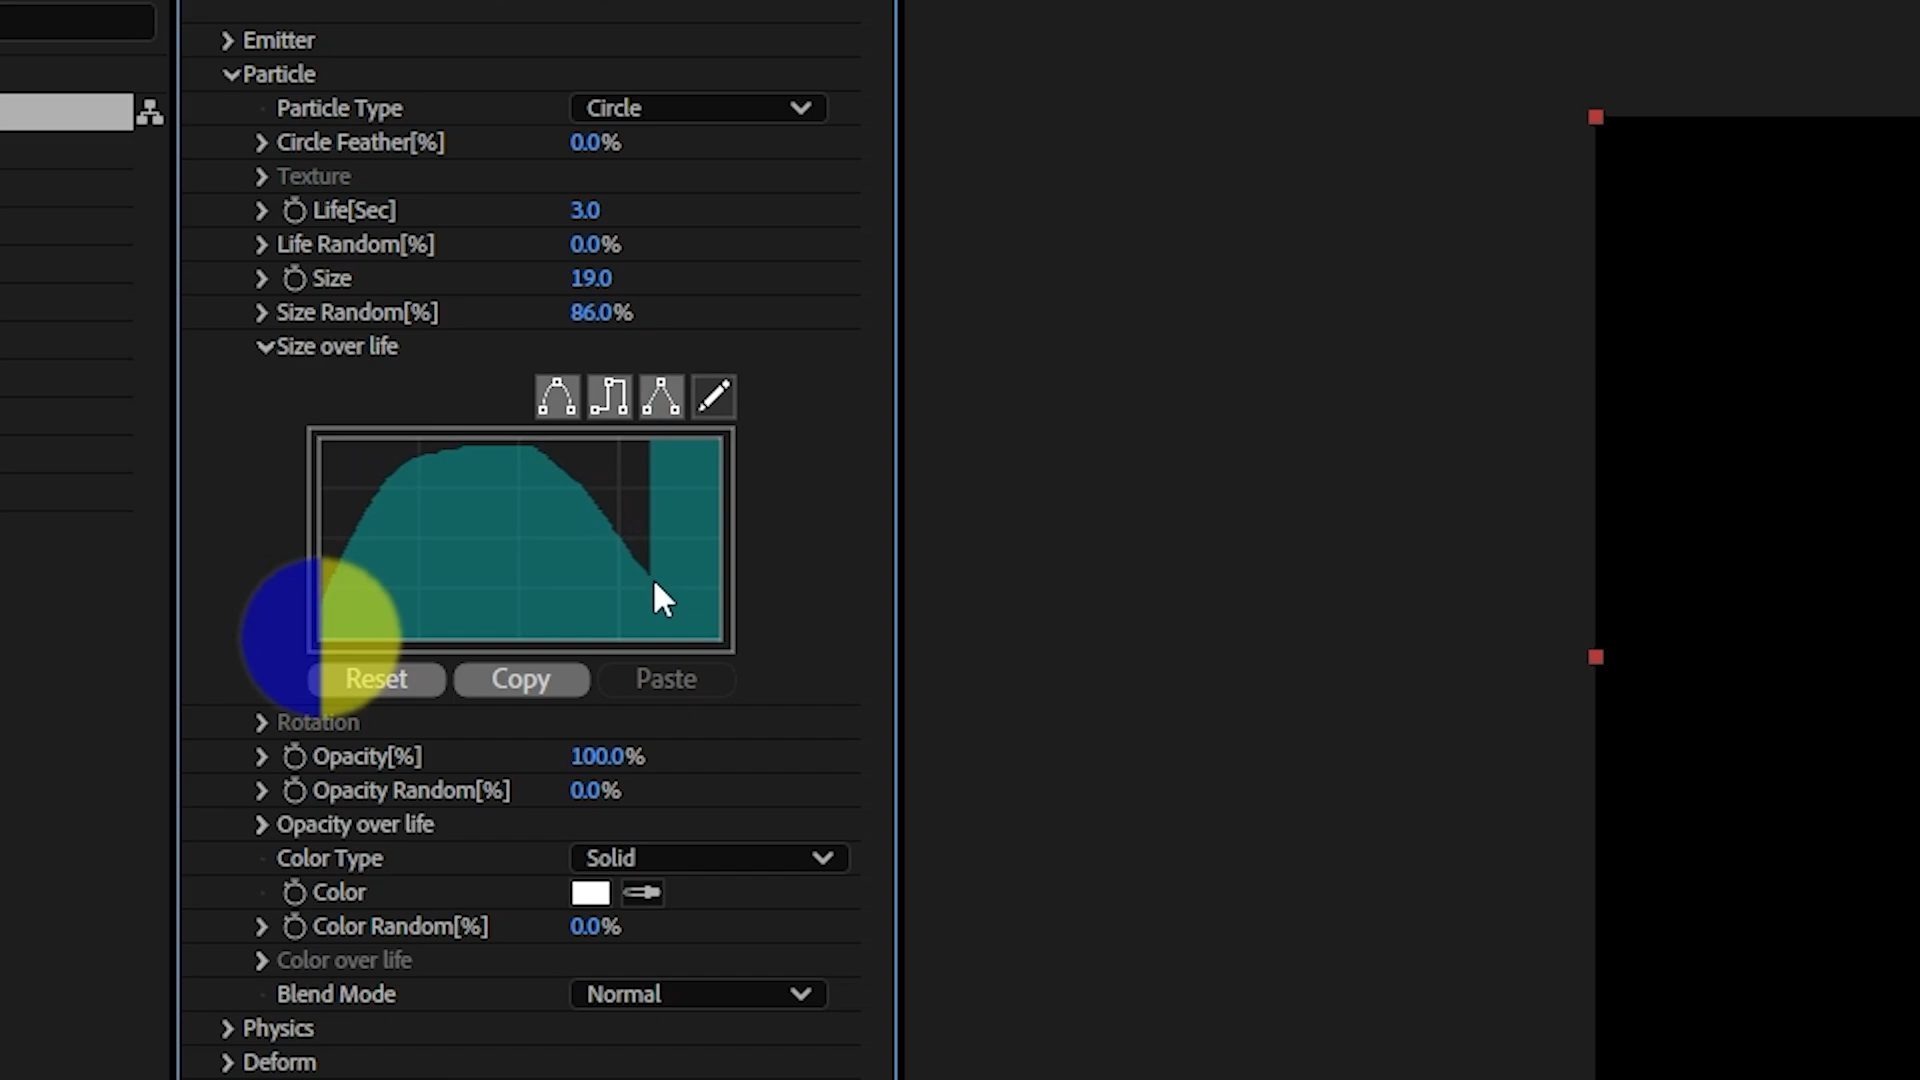 Emitter
Particle
Particle Type Circle
Circle Feather[%] 0.0%
Texture
Life[Sec] 3.0
Life Random[%] 0.0%
Size 19.0
Size Random[%] 86.0%
Size over life
Reset Copy Paste
Rotation
Opacity[%] 100.0%
Opacity Random[%] 0.0%
Opacity over life
Color Type Solid
Color
Color Random[%] 0.0%
Color over life
Blend Mode Normal
Physics
Deform